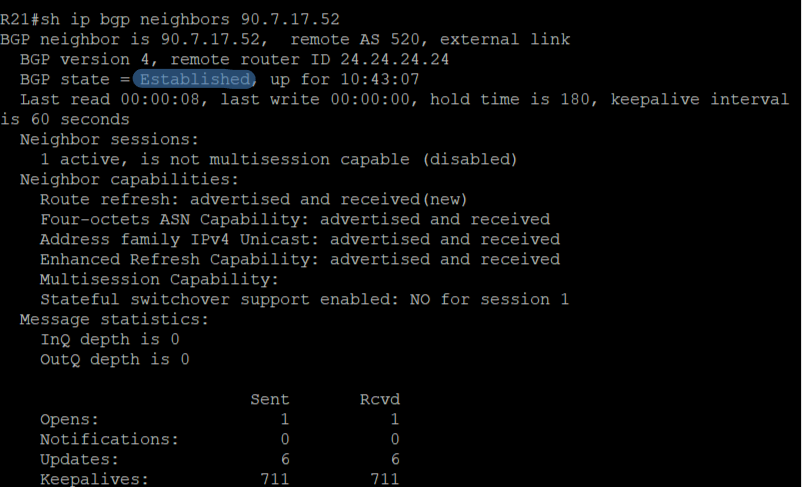 R21#sh ip bgp neighbors 90.7.17.52
BGP neighbor is 90.7.17.52,  remote AS 520, external link
  BGP version 4, remote router ID 24.24.24.24
  BGP state = Established, up for 10:43:07
  Last read 00:00:08, last write 00:00:00, hold time is 180, keepalive interval
is 60 seconds
  Neighbor sessions:
    1 active, is not multisession capable (disabled)
  Neighbor capabilities:
    Route refresh: advertised and received(new)
    Four-octets ASN Capability: advertised and received
    Address family IPv4 Unicast: advertised and received
    Enhanced Refresh Capability: advertised and received
    Multisession Capability:
    Stateful switchover support enabled: NO for session 1
  Message statistics:
    InQ depth is 0
    OutQ depth is 0
                         Sent       Rcvd
    Opens:                  1          1
    Notifications:          0          0
    Updates:                6          6
    Keepalives:           711        711